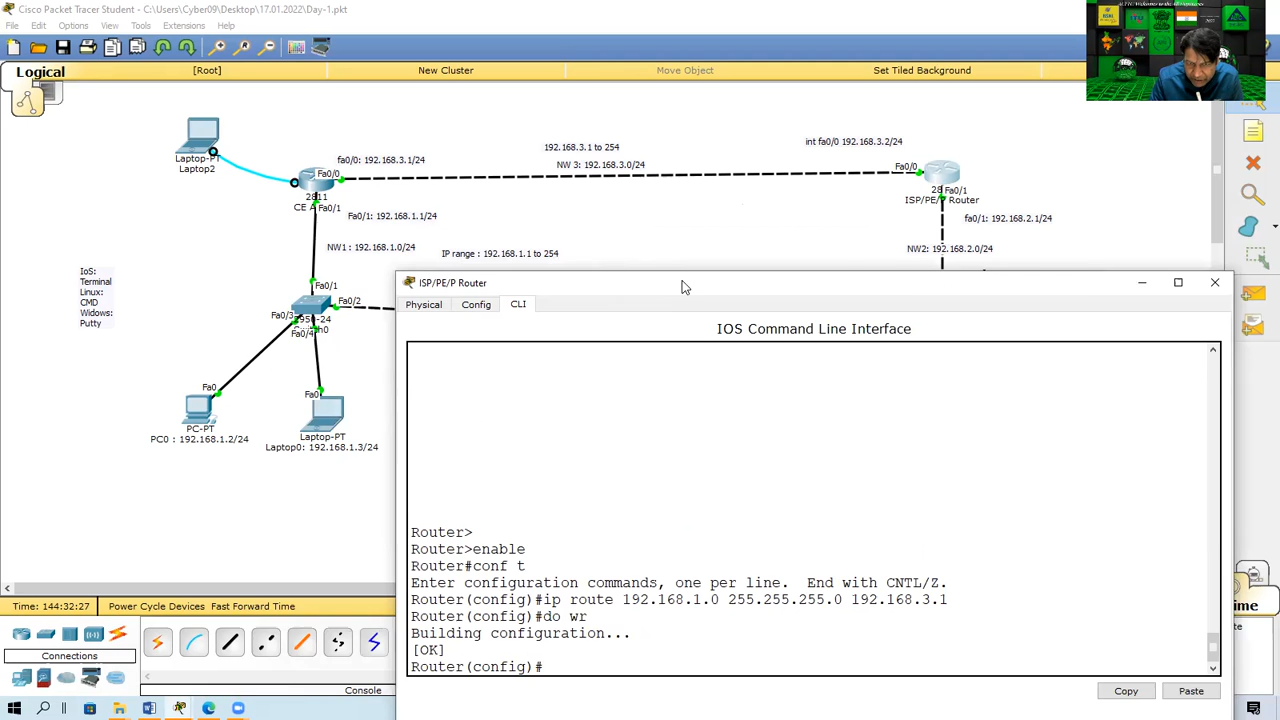 Cisco Packet Tracer Student - C:\Users\Cyber09\Desktop\17.01.2022\Day-1.pkt
File Edit Options View Tools Extensions Help
Logical [Root] New Cluster Move Object Set Tiled Background
Laptop-PT
Laptop2
fa0/0: 192.168.3.1/24
Fa0/0
2811
CE A
Fa0/1
Fa0/1: 192.168.1.1/24
192.168.3.1 to 254
NW 3: 192.168.3.0/24
int fa0/0 192.168.3.2/24
Fa0/0
28
Fa0/1
ISP/PE/P Router
fa0/1: 192.168.2.1/24
NW2: 192.168.2.0/24
NW1 : 192.168.1.0/24
IP range : 192.168.1.1 to 254
IoS:
Terminal
Linux:
CMD
Widows:
Putty
Fa0/1
Fa0/2
2950-24
Switch0
Fa0/3
Fa0/4
Fa0
PC-PT
PC0 : 192.168.1.2/24
Fa0
Laptop-PT
Laptop0: 192.168.1.3/24
ISP/PE/P Router
Physical Config CLI
IOS Command Line Interface
Router>
Router>enable
Router#conf t
Enter configuration commands, one per line.  End with CNTL/Z.
Router(config)#ip route 192.168.1.0 255.255.255.0 192.168.3.1
Router(config)#do wr
Building configuration...
[OK]
Router(config)#
Copy Paste
Time: 144:32:27 Power Cycle Devices Fast Forward Time
Connections
Console